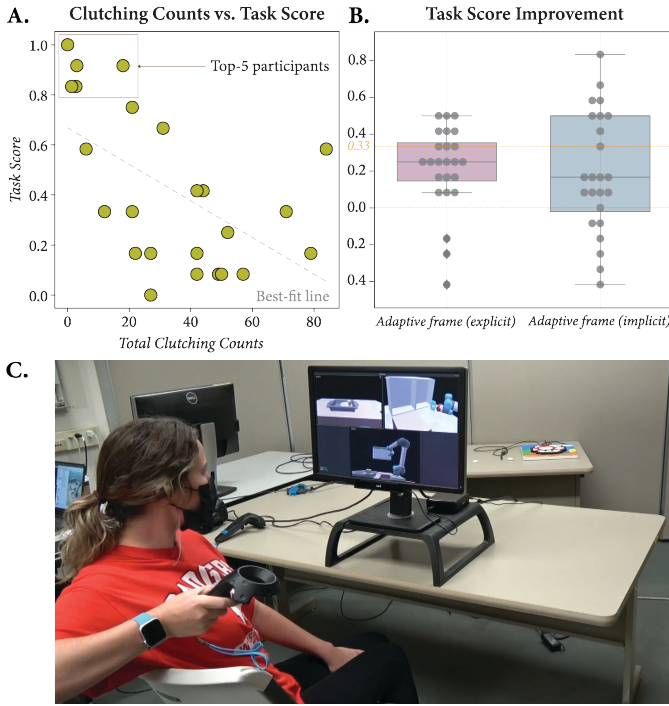 A.
Clutching Counts vs. Task Score
Top-5 participants
1.0
0.8
0.6
0.4
0.2
0.0
Task Score
Best-fit line
0
20
40
60
80
Total Clutching Counts
B.
Task Score Improvement
0.8
0.6
0.4
0.33
0.2
0.0
0.2
0.4
Adaptive frame (explicit)
Adaptive frame (implicit)
C.
DELL